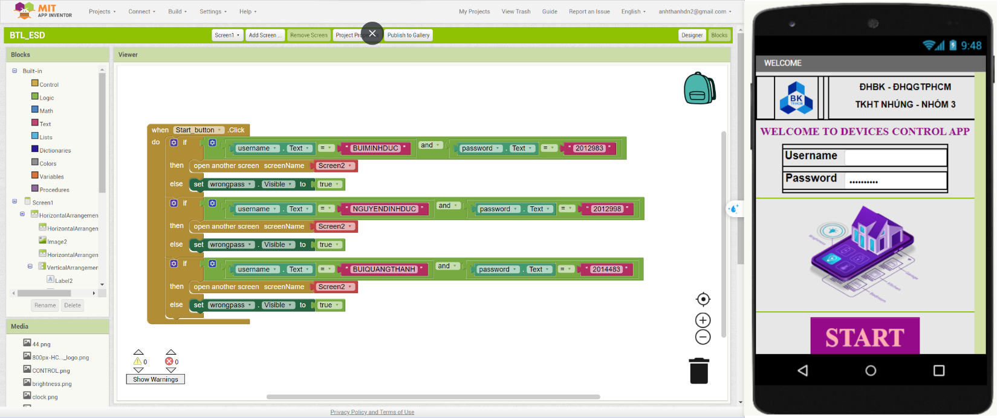 MIT
APP INVENTOR
Projects
Connect
Build
Settings
Help
My Projects
View Trash
Guide
Report an Issue
English
anhthanhdn2@gmail.com
BTL_ESD
Screen1
Add Screen ...
Remove Screen
Project
Publish to Gallery
Designer
Blocks
Blocks
Built-in
Control
Logic
Math
Text
Lists
Dictionaries
Colors
Variables
Procedures
Screen1
HorizontalArrangemen
HorizontalArrangen
Image2
HorizontalArrangen
VerticalArrangemen
Label2
Rename
Delete
Media
44.png
800px-HC..._logo.png
CONTROL.png
brightness.png
clock.png
Viewer
when Start_button .Click
do if username . Text = " BUIMINHDUC " and password . Text = " 2012983 "
then open another screen screenName Screen2
else set wrongpass . Visible to true
if username . Text = " NGUYENDINHDUC " and password . Text = " 2012998 "
then open another screen screenName Screen2
else set wrongpass . Visible to true
if username . Text = " BUIQUANGTHANH " and password . Text = " 2014483 "
then open another screen screenName Screen2
else set wrongpass . Visible to true
0
0
Show Warnings
Privacy Policy and Terms of Use
9:48
WELCOME
BK
TPHCM
ĐHBK - ĐHQGTPHCM
TKHT NHÚNG - NHÓM 3
WELCOME TO DEVICES CONTROL APP
Username
Password ..........
Garage
Kitchen
Bedroom
START